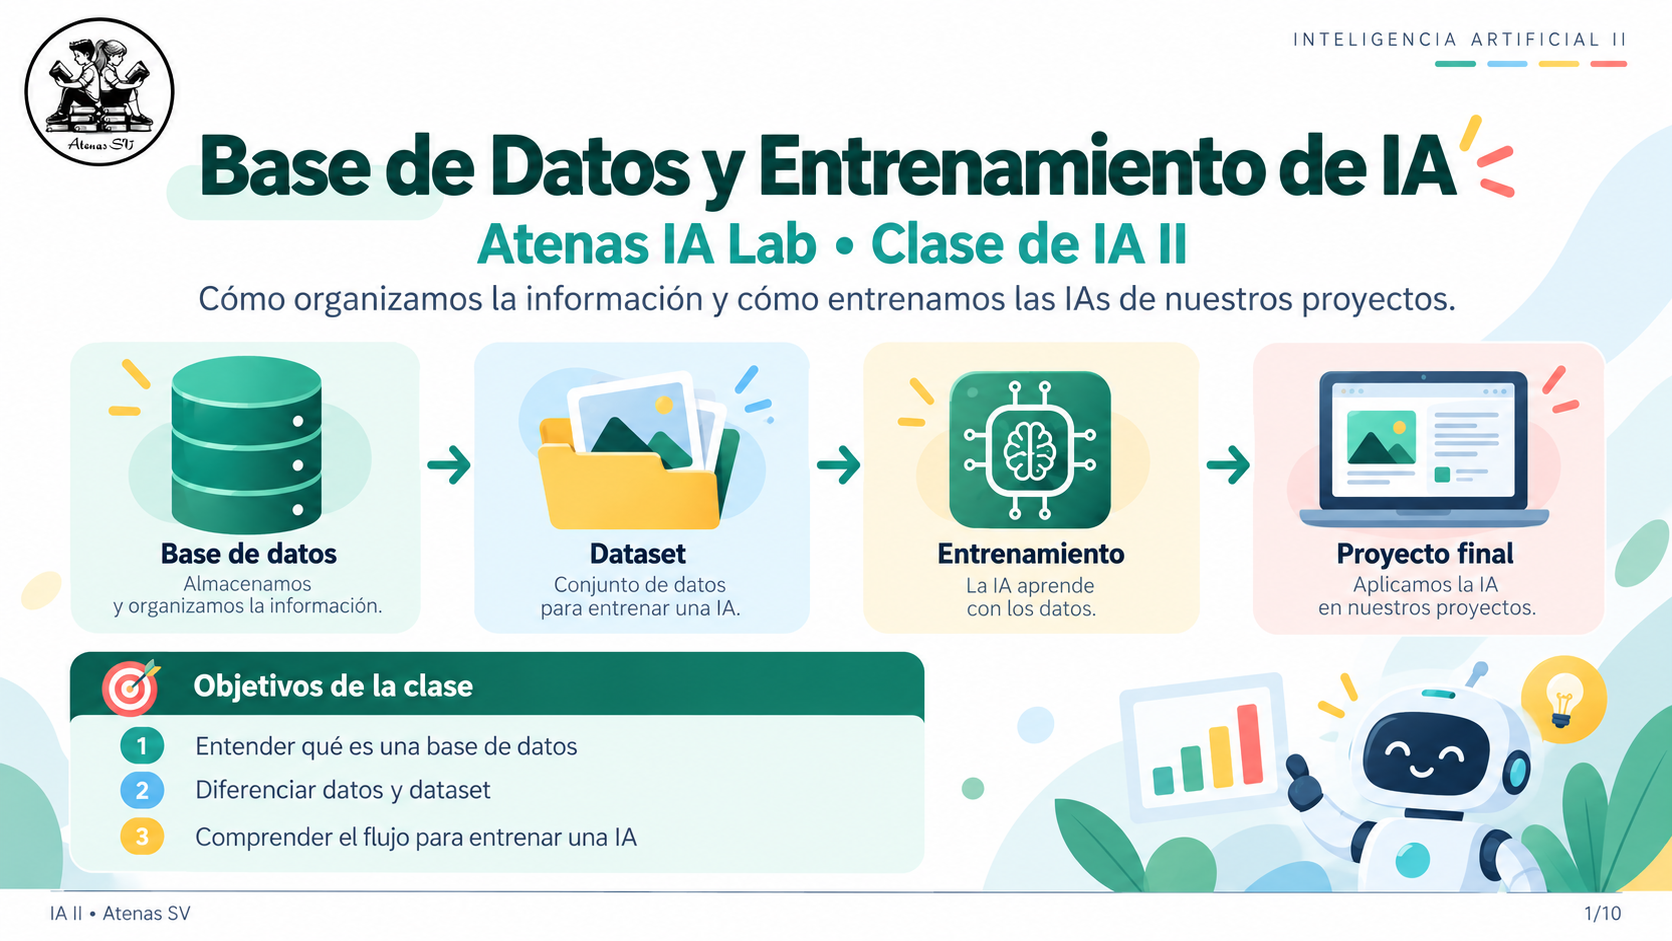 Atenas SV
INTELIGENCIA ARTIFICIAL II
Base de Datos y Entrenamiento de IA
Atenas IA Lab • Clase de IA II
Cómo organizamos la información y cómo entrenamos las IAs de nuestros proyectos.
Base de datos
Almacenamos
y organizamos la información.
Dataset
Conjunto de datos
para entrenar una IA.
Entrenamiento
La IA aprende
con los datos.
Proyecto final
Aplicamos la IA
en nuestros proyectos.
Objetivos de la clase
1 Entender qué es una base de datos
2 Diferenciar datos y dataset
3 Comprender el flujo para entrenar una IA
IA II • Atenas SV
1/10